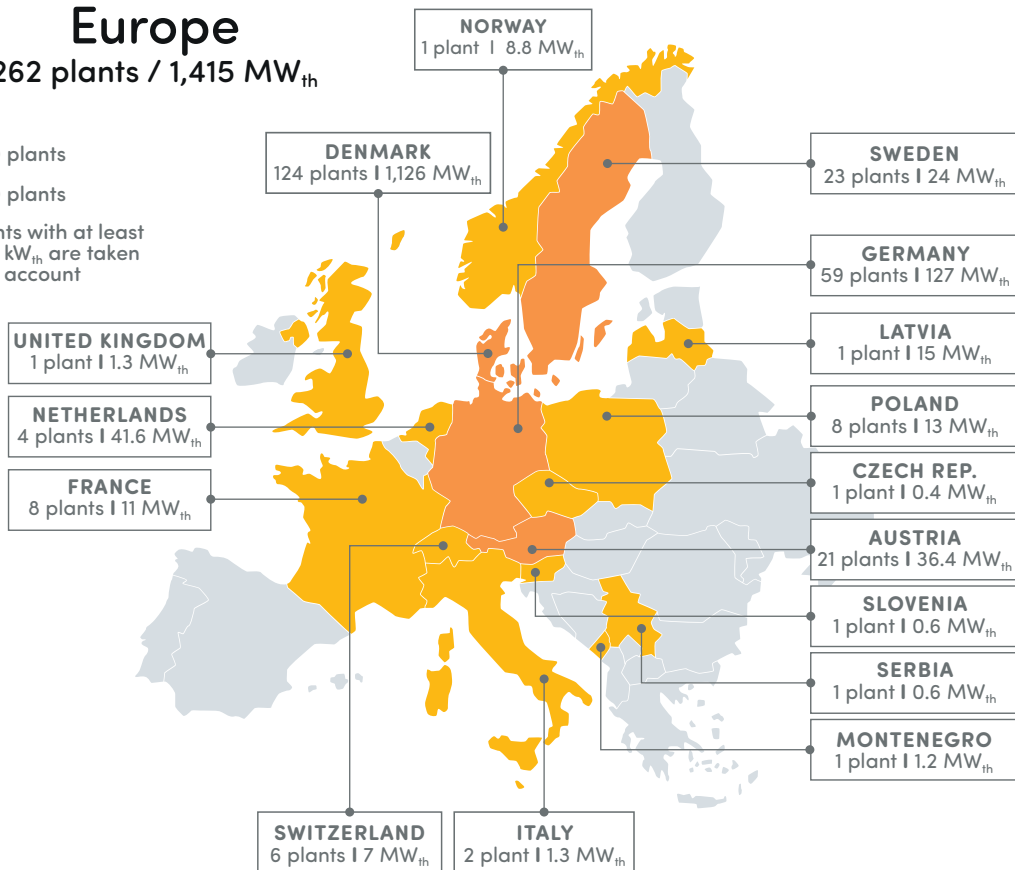 Europe
262 plants / 1,415 MWth
plants
plants
with at least
kWth are taken
account
NORWAY
1 plant I 8.8 MWth
DENMARK
124 plants I 1,126 MWth
SWEDEN
23 plants I 24 MWth
GERMANY
59 plants I 127 MWth
UNITED KINGDOM
1 plant I 1.3 MWth
LATVIA
1 plant I 15 MWth
NETHERLANDS
4 plants I 41.6 MWth
POLAND
8 plants I 13 MWth
FRANCE
8 plants I 11 MWth
CZECH REP.
1 plant I 0.4 MWth
AUSTRIA
21 plants I 36.4 MWth
SLOVENIA
1 plant I 0.6 MWth
SERBIA
1 plant I 0.6 MWth
MONTENEGRO
1 plant I 1.2 MWth
SWITZERLAND
6 plants I 7 MWth
ITALY
2 plant I 1.3 MWth